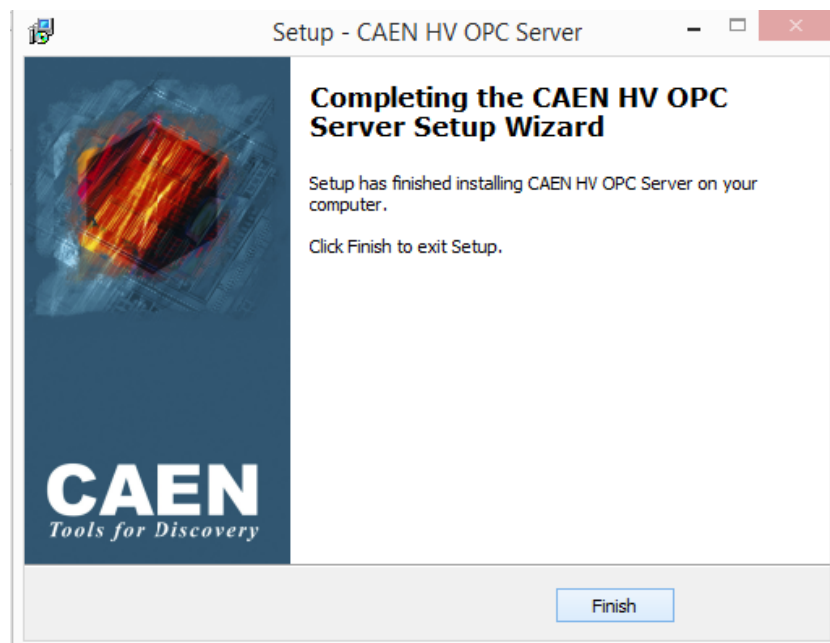 Setup - CAEN HV OPC Server
Completing the CAEN HV OPC
Server Setup Wizard
Setup has finished installing CAEN HV OPC Server on your
computer.
Click Finish to exit Setup.
CAEN
Tools for Discovery
Finish